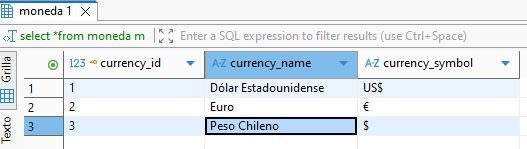 moneda 1
select *from moneda m
Enter a SQL expression to filter results (use Ctrl+Space)
Grilla
123 currency_id
A-Z currency_name
A-Z currency_symbol
1 1 Dólar Estadounidense US$
2 2 Euro €
3 3 Peso Chileno $
Texto